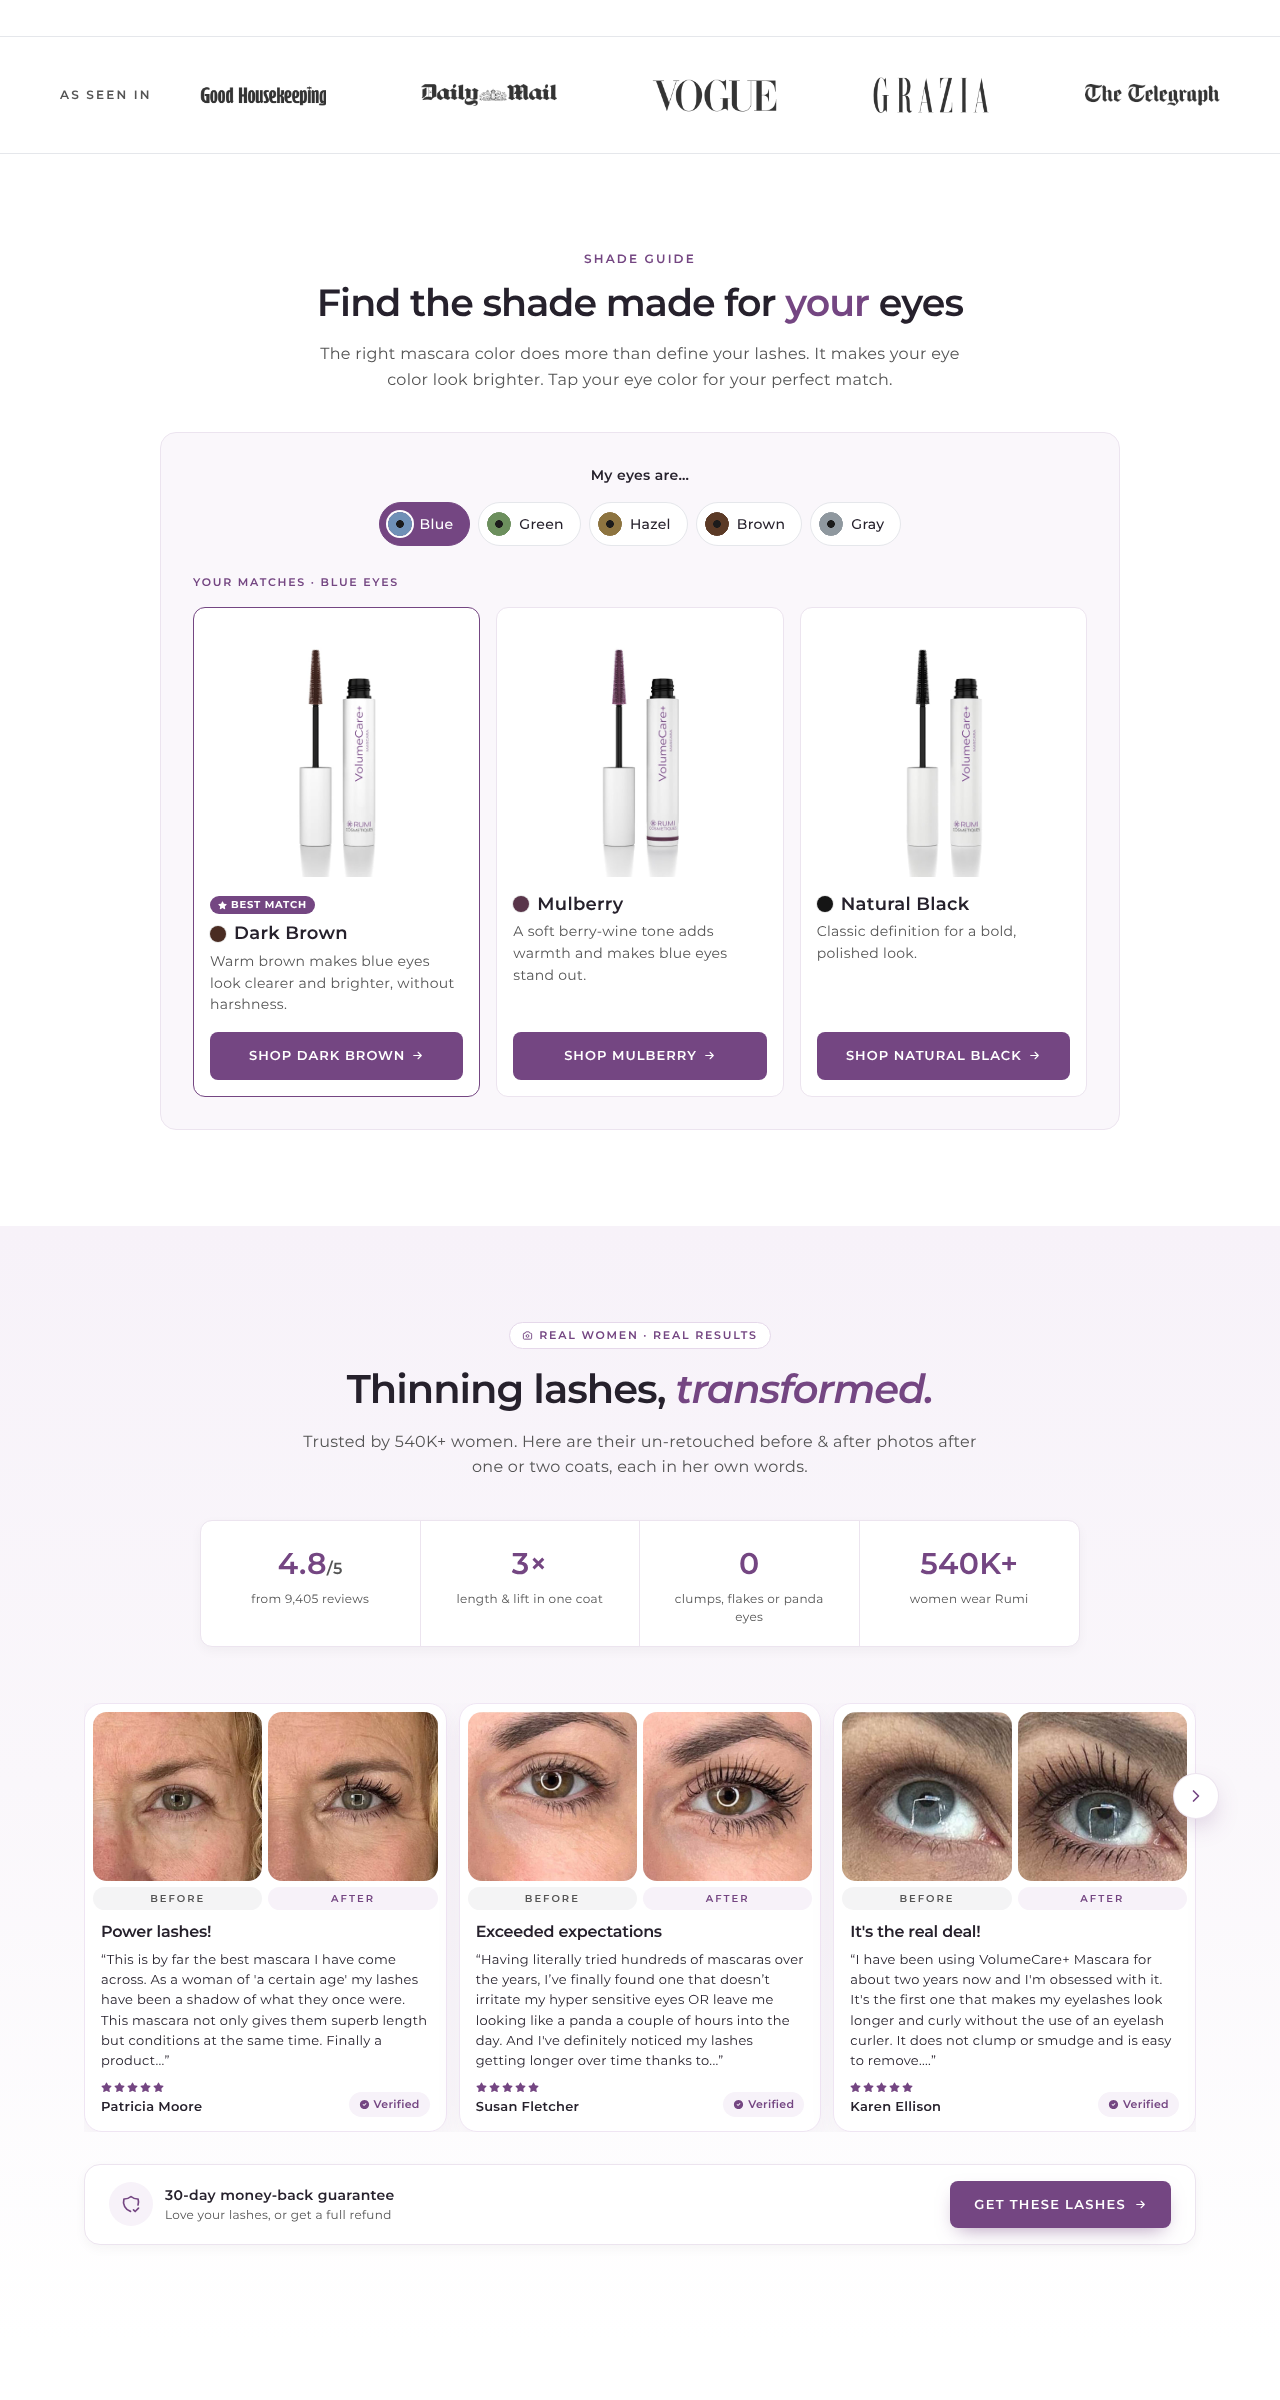 AS SEEN IN
Good Housekeeping
Daily Mail
VOGUE
GRAZIA
The Telegraph
SHADE GUIDE
Find the shade made for your eyes
The right mascara color does more than define your lashes. It makes your eye
color look brighter. Tap your eye color for your perfect match.
My eyes are...
Blue
Green
Hazel
Brown
Gray
YOUR MATCHES · BLUE EYES
VolumeCare+
MASCARA
RUMI
COSMETIQUES
VolumeCare+
MASCARA
RUMI
COSMETIQUES
VolumeCare+
MASCARA
RUMI
COSMETIQUES
★ BEST MATCH
Dark Brown
Warm brown makes blue eyes
look clearer and brighter, without
harshness.
SHOP DARK BROWN →
Mulberry
A soft berry-wine tone adds
warmth and makes blue eyes
stand out.
SHOP MULBERRY →
Natural Black
Classic definition for a bold,
polished look.
SHOP NATURAL BLACK →
REAL WOMEN · REAL RESULTS
Thinning lashes, transformed.
Trusted by 540K+ women. Here are their un-retouched before & after photos after
one or two coats, each in her own words.
4.8/5
from 9,405 reviews
3×
length & lift in one coat
0
clumps, flakes or panda
eyes
540K+
women wear Rumi
BEFORE
AFTER
Power lashes!
“This is by far the best mascara I have come
across. As a woman of 'a certain age' my lashes
have been a shadow of what they once were.
This mascara not only gives them superb length
but conditions at the same time. Finally a
product...”
★★★★★
Patricia Moore
Verified
BEFORE
AFTER
Exceeded expectations
“Having literally tried hundreds of mascaras over
the years, I’ve finally found one that doesn’t
irritate my hyper sensitive eyes OR leave me
looking like a panda a couple of hours into the
day. And I've definitely noticed my lashes
getting longer over time thanks to...”
★★★★★
Susan Fletcher
Verified
BEFORE
AFTER
It's the real deal!
“I have been using VolumeCare+ Mascara for
about two years now and I'm obsessed with it.
It's the first one that makes my eyelashes look
longer and curly without the use of an eyelash
curler. It does not clump or smudge and is easy
to remove....”
★★★★★
Karen Ellison
Verified
30-day money-back guarantee
Love your lashes, or get a full refund
GET THESE LASHES →